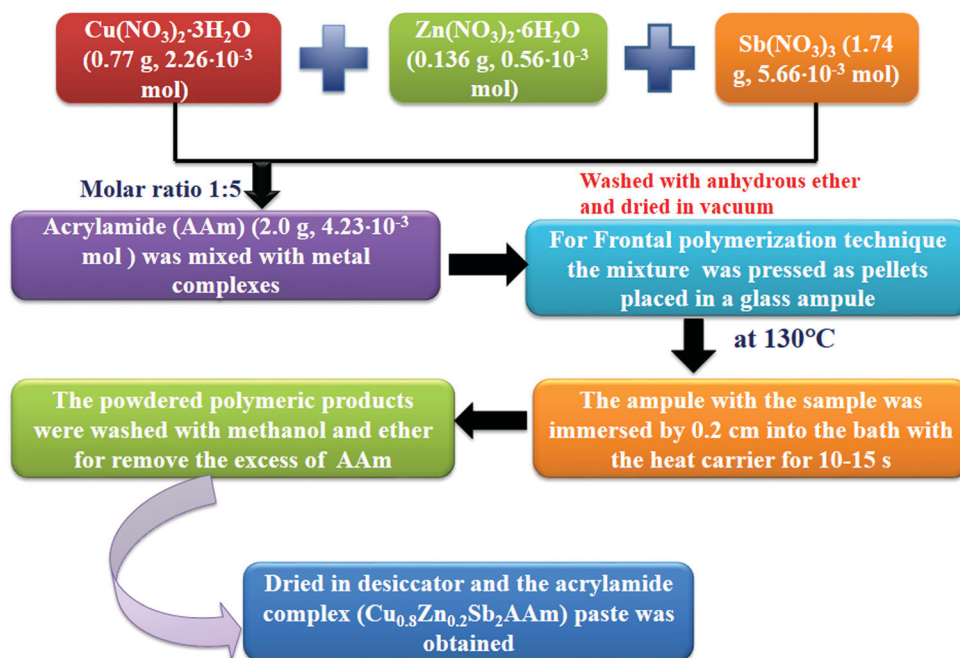 Cu(NO₃)₂·3H₂O
(0.77 g, 2.26·10⁻³
mol)
Zn(NO₃)₂·6H₂O
(0.136 g, 0.56·10⁻³
mol)
Sb(NO₃)₃ (1.74
g, 5.66·10⁻³ mol)
Molar ratio 1:5
Washed with anhydrous ether
and dried in vacuum
Acrylamide (AAm) (2.0 g, 4.23·10⁻³
mol ) was mixed with metal
complexes
For Frontal polymerization technique
the mixture was pressed as pellets
placed in a glass ampule
at 130°C
The ampule with the sample was
immersed by 0.2 cm into the bath with
the heat carrier for 10-15 s
The powdered polymeric products
were washed with methanol and ether
for remove the excess of AAm
Dried in desiccator and the acrylamide
complex (Cu₀.₈Zn₀.₂Sb₂AAm) paste was
obtained